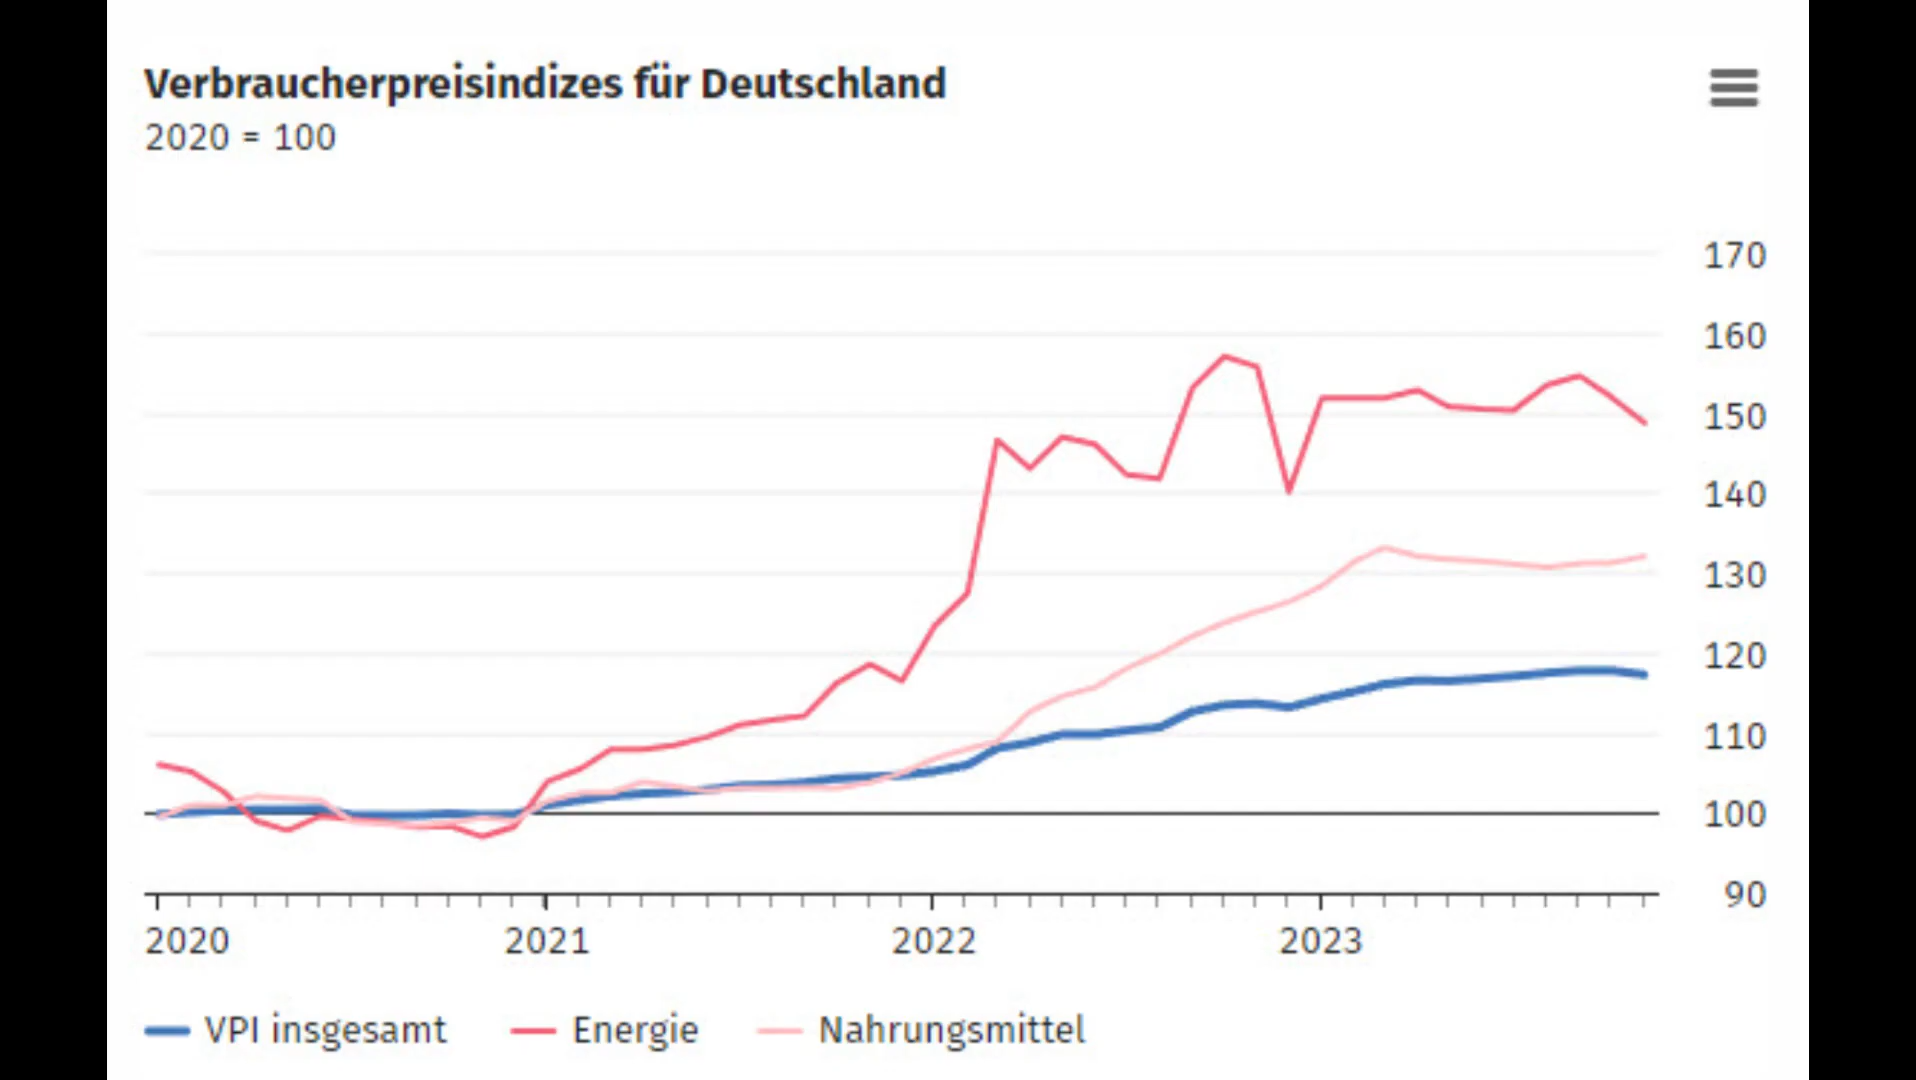 Verbraucherpreisindizes für Deutschland
2020 = 100
170
160
150
140
130
120
110
100
90
2020 2021 2022 2023
VPI insgesamt Energie Nahrungsmittel